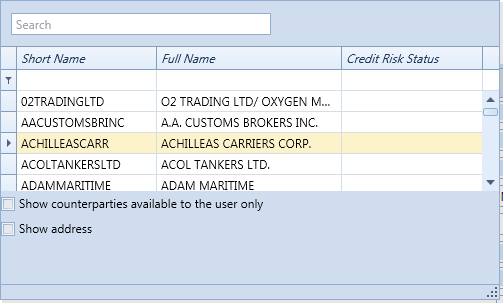 Search
Short Name Full Name Credit Risk Status
02TRADINGLTD O2 TRADING LTD/ OXYGEN M...
AACUSTOMSBRINC A.A. CUSTOMS BROKERS INC.
ACHILLEASCARR ACHILLEAS CARRIERS CORP.
ACOLTANKERSLTD ACOL TANKERS LTD.
ADAMMARITIME ADAM MARITIME
Show counterparties available to the user only
Show address